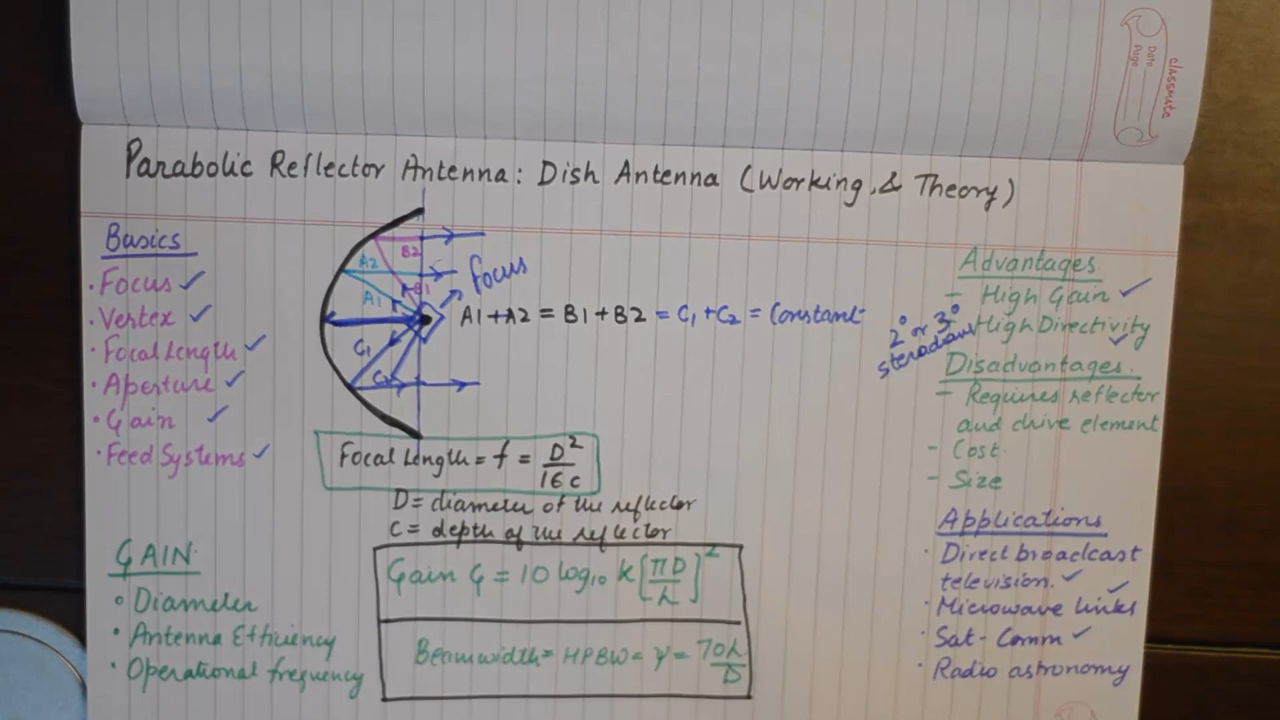 classmate
Date
Page
Parabolic Reflector Antenna: Dish Antenna (Working & Theory)
Basics
· Focus ✓
· Vertex ✓
· Focal Length ✓
· Aperture ✓
· Gain ✓
· Feed Systems ✓
B2
A2
B1
A1
Focus
C1
C2
A1+A2 = B1+B2 = C1+C2 = Constant
Focal Length = f = D²/16c
D = diameter of the reflector
C = depth of the reflector
GAIN
• Diameter
• Antenna Efficiency
• Operational frequency
Gain G = 10 log10 k[πD/λ]²
Beamwidth = HPBW = ψ = 70λ/D
Advantages
- High Gain ✓
- High Directivity ✓
2° or 3°
steradian
Disadvantages.
- Requires reflector
and drive element
- Cost
- Size
Applications
· Direct broadcast
television. ✓
· Microwave links ✓
· Sat-Comm ✓
· Radio astronomy